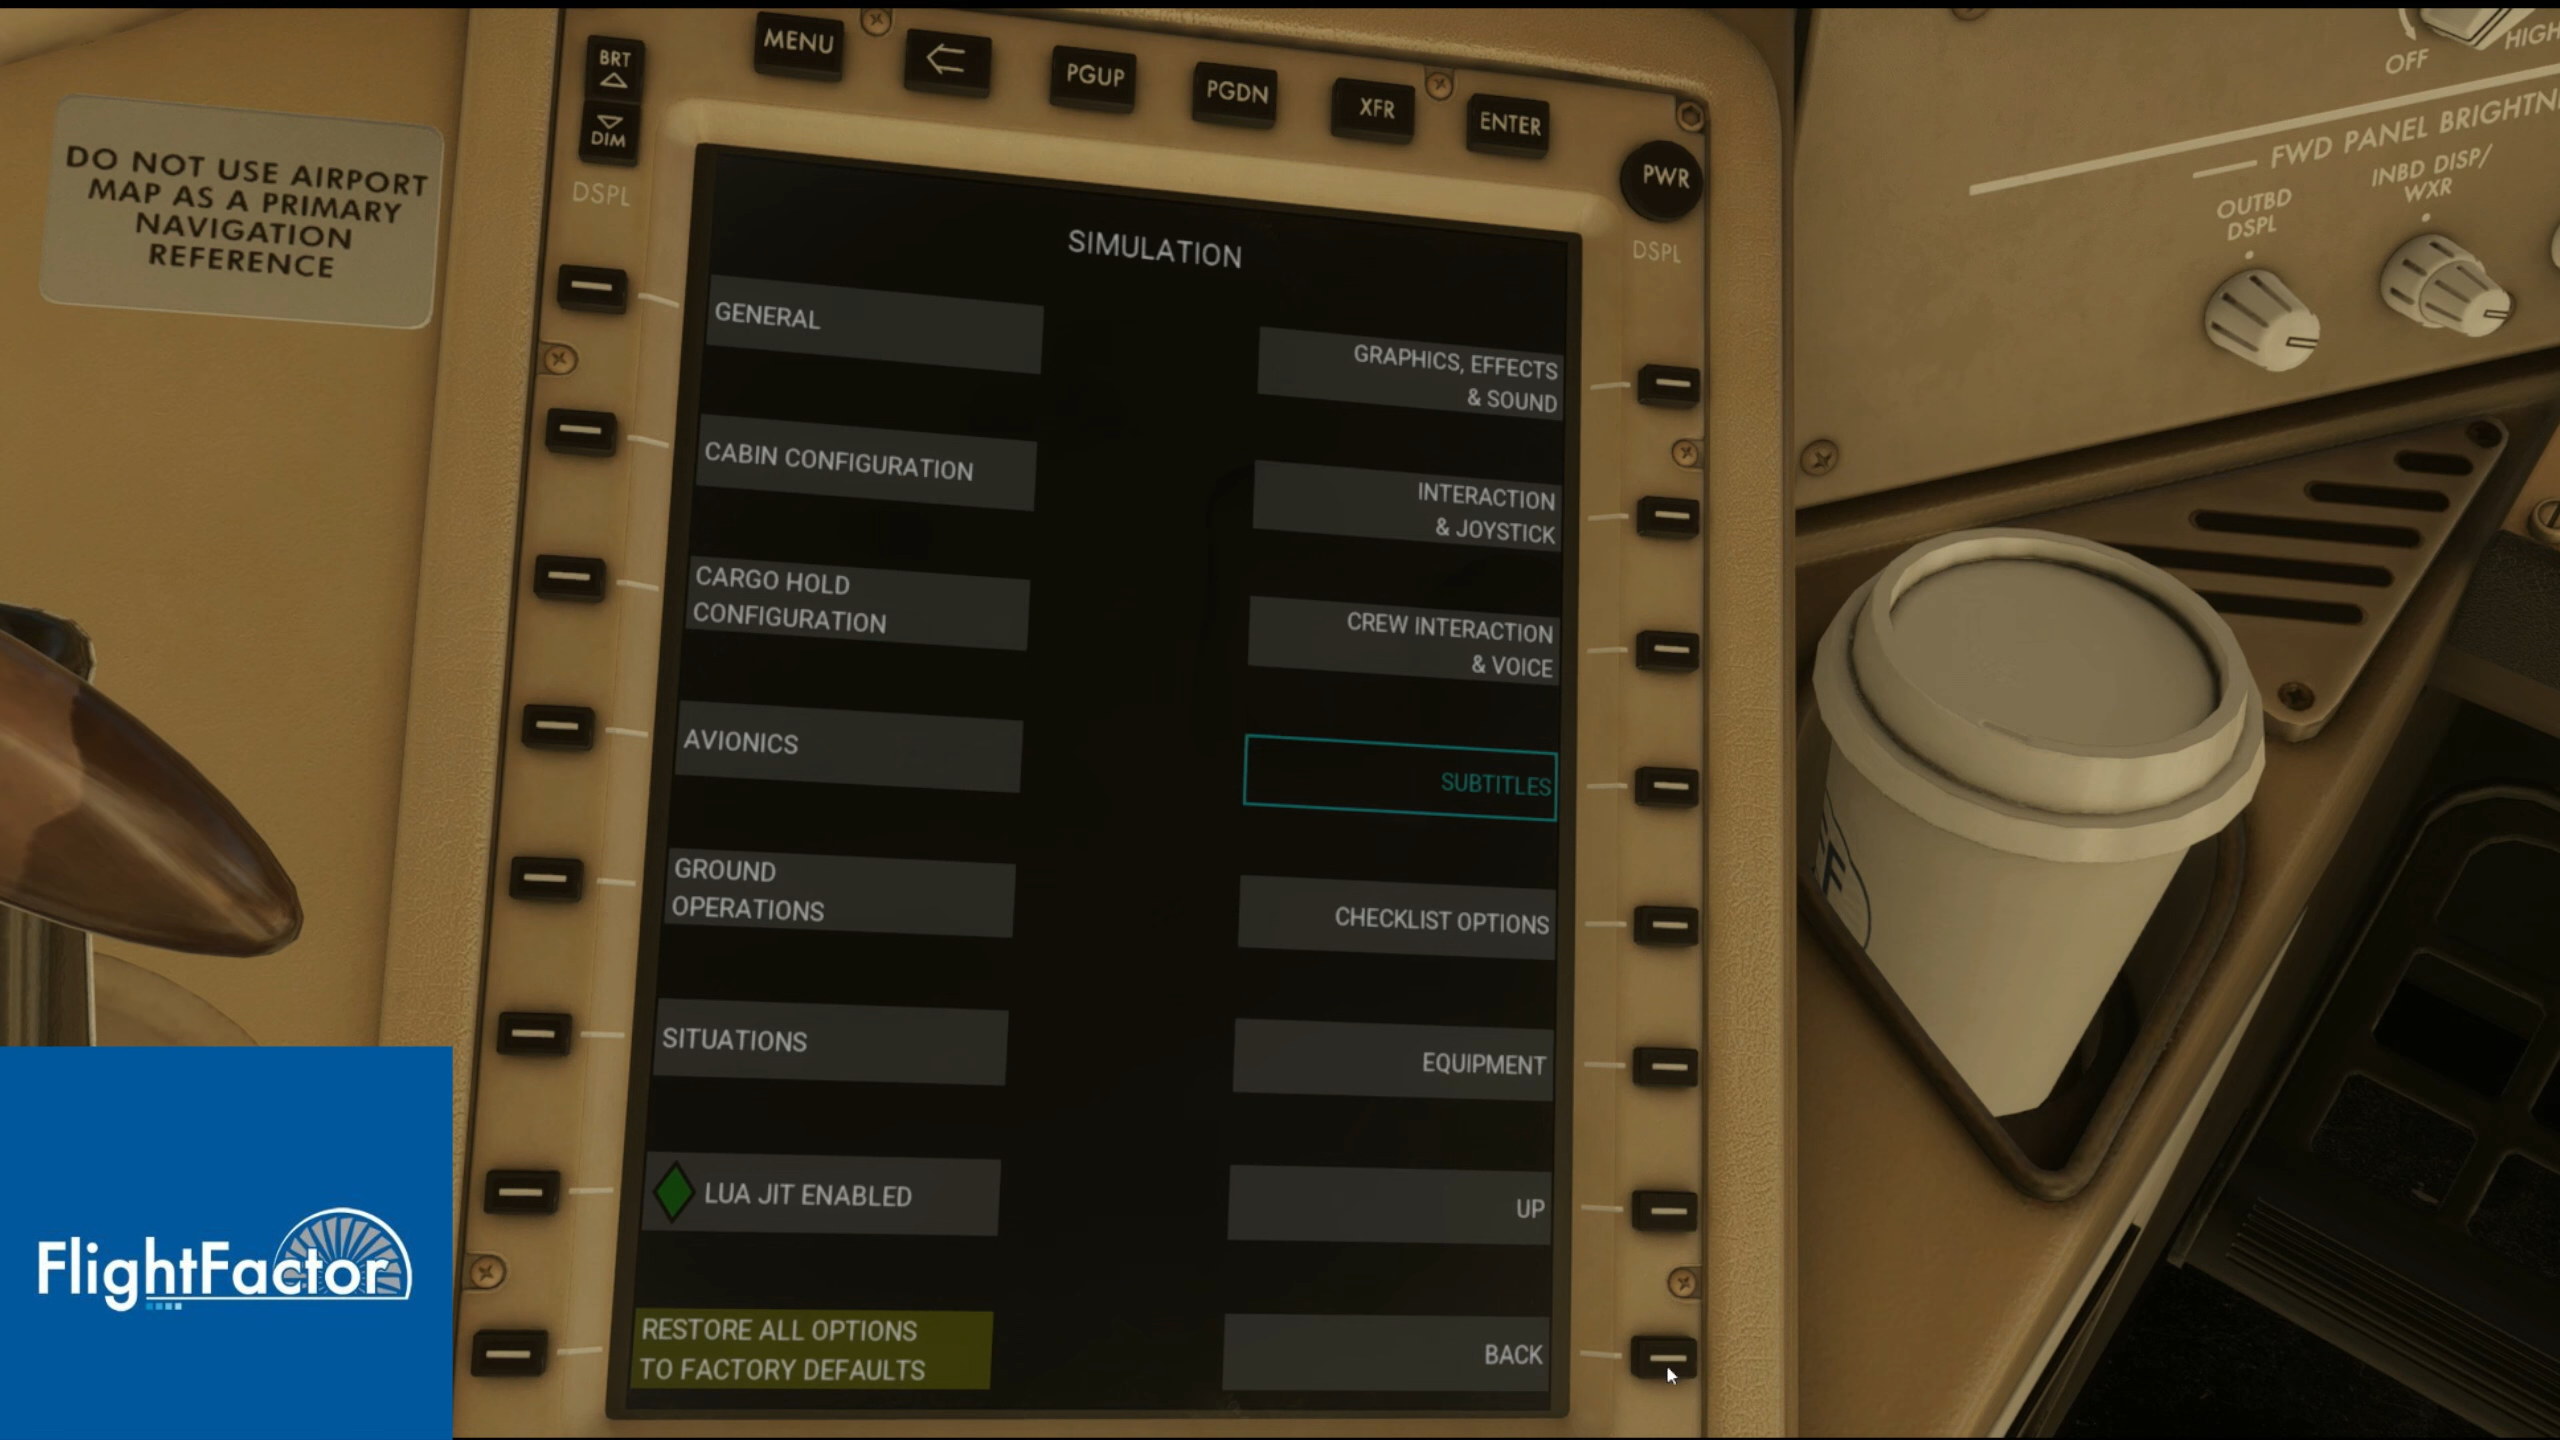 BRT
DIM
DSPL
MENU
PGUP
PGDN
XFR
ENTER
PWR
DSPL
DO NOT USE AIRPORT
MAP AS A PRIMARY
NAVIGATION
REFERENCE
SIMULATION
GENERAL
CABIN CONFIGURATION
CARGO HOLD
CONFIGURATION
AVIONICS
GROUND
OPERATIONS
SITUATIONS
LUA JIT ENABLED
RESTORE ALL OPTIONS
TO FACTORY DEFAULTS
GRAPHICS, EFFECTS
& SOUND
INTERACTION
& JOYSTICK
CREW INTERACTION
& VOICE
SUBTITLES
CHECKLIST OPTIONS
EQUIPMENT
UP
BACK
OFF
HIGH
FWD PANEL BRIGHTN
OUTBD
DSPL
INBD DISP/
WXR
FlightFactor